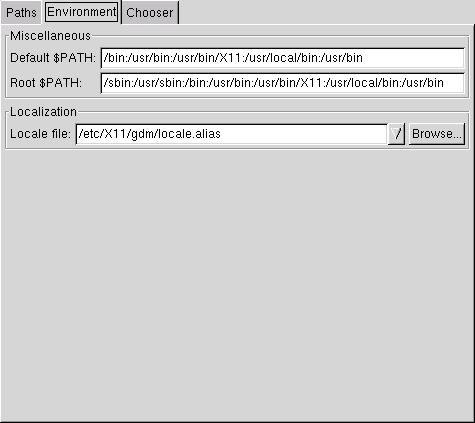 Paths Environment Chooser
Miscellaneous
Default $PATH: /bin:/usr/bin:/usr/bin/X11:/usr/local/bin:/usr/bin
Root $PATH: /sbin:/usr/sbin:/bin:/usr/bin:/usr/bin/X11:/usr/local/bin:/usr/bin
Localization
Locale file: /etc/X11/gdm/locale.alias Browse...